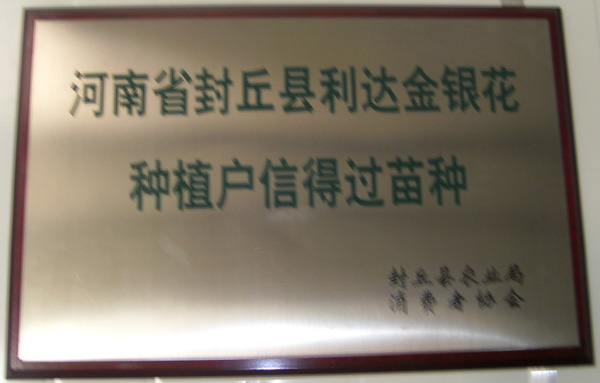 河南省封丘县利达金银花
种植户信得过苗种
封丘县农业局
消费者协会